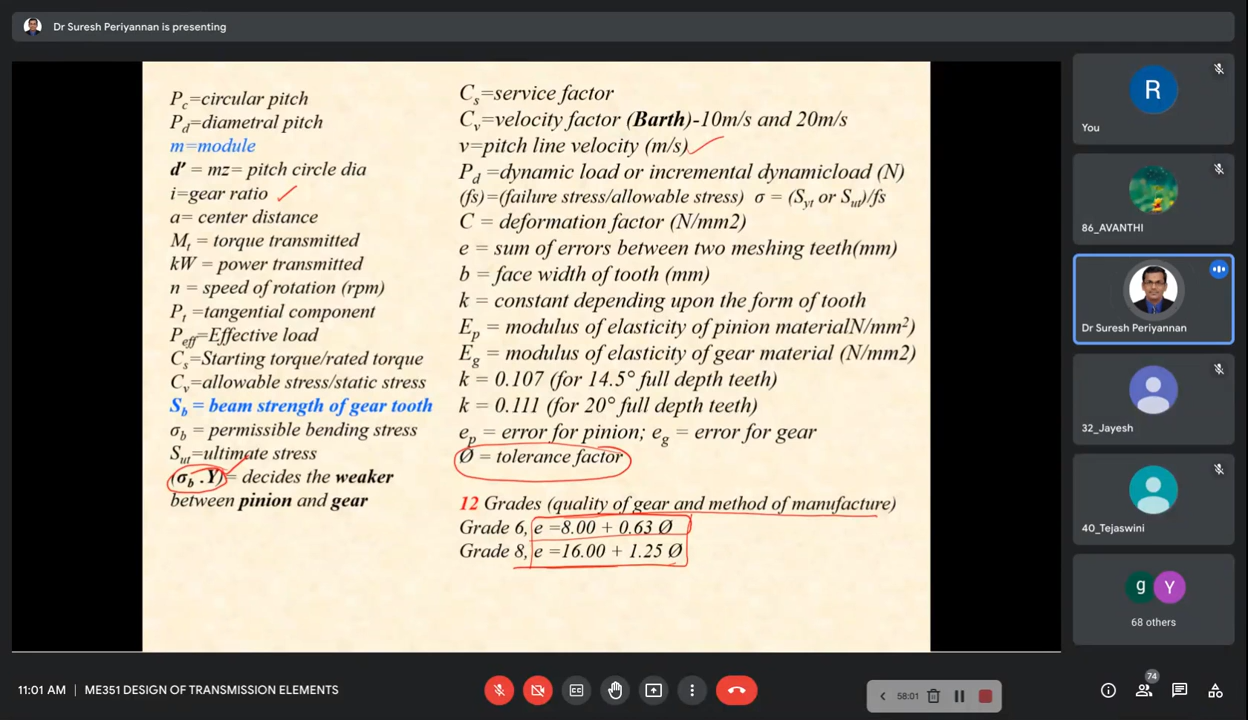 Dr Suresh Periyannan is presenting
Pc=circular pitch
Pd=diametral pitch
m=module
d' = mz= pitch circle dia
i=gear ratio
a= center distance
Mt = torque transmitted
kW = power transmitted
n = speed of rotation (rpm)
Pt =tangential component
Peff=Effective load
Cs=Starting torque/rated torque
Cv=allowable stress/static stress
Sb = beam strength of gear tooth
σb = permissible bending stress
Sut=ultimate stress
(σb .Y)= decides the weaker
between pinion and gear
Cs=service factor
Cv=velocity factor (Barth)-10m/s and 20m/s
v=pitch line velocity (m/s)
Pd =dynamic load or incremental dynamicload (N)
(fs)=(failure stress/allowable stress) σ = (Syt or Sut)/fs
C = deformation factor (N/mm2)
e = sum of errors between two meshing teeth(mm)
b = face width of tooth (mm)
k = constant depending upon the form of tooth
Ep = modulus of elasticity of pinion materialN/mm²)
Eg = modulus of elasticity of gear material (N/mm2)
k = 0.107 (for 14.5° full depth teeth)
k = 0.111 (for 20° full depth teeth)
ep = error for pinion; eg = error for gear
Ø = tolerance factor
12 Grades (quality of gear and method of manufacture)
Grade 6, e =8.00 + 0.63 Ø
Grade 8, e =16.00 + 1.25 Ø
R
You
86_AVANTHI
Dr Suresh Periyannan
32_Jayesh
40_Tejaswini
g Y
68 others
11:01 AM | ME351 DESIGN OF TRANSMISSION ELEMENTS
CC
58:01
74